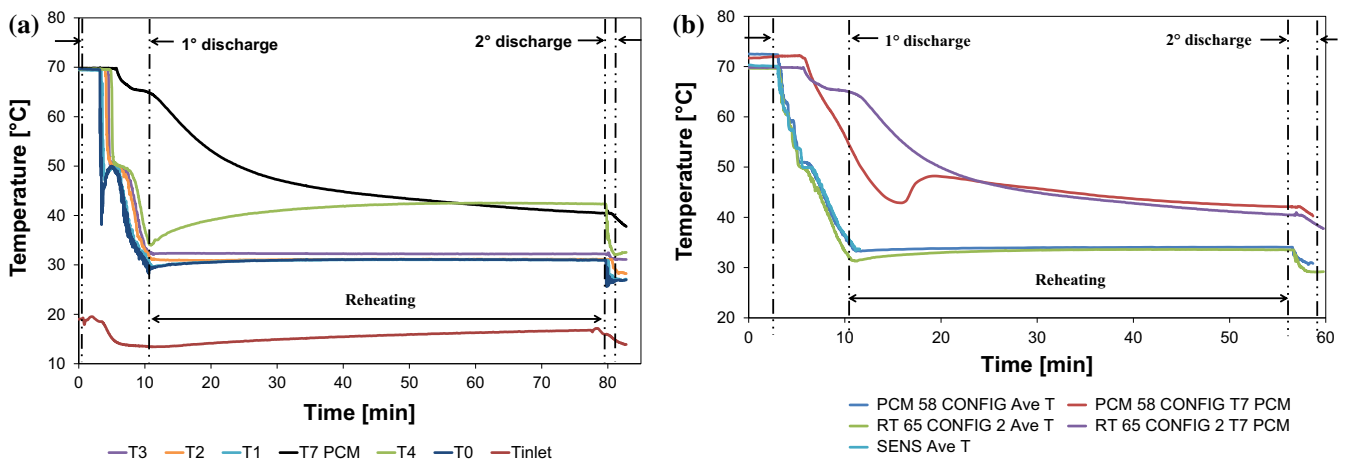 (a)
1° discharge
2° discharge
Temperature [°C]
80
70
60
50
40
30
20
10
Reheating
0 10 20 30 40 50 60 70 80 90
Time [min]
T3 T2 T1 T7 PCM T4 T0 Tinlet
(b)
1° discharge
2° discharge
Temperature [°C]
80
70
60
50
40
30
20
Reheating
0 10 20 30 40 50 60
Time [min]
PCM 58 CONFIG Ave T PCM 58 CONFIG T7 PCM
RT 65 CONFIG 2 Ave T RT 65 CONFIG 2 T7 PCM
SENS Ave T